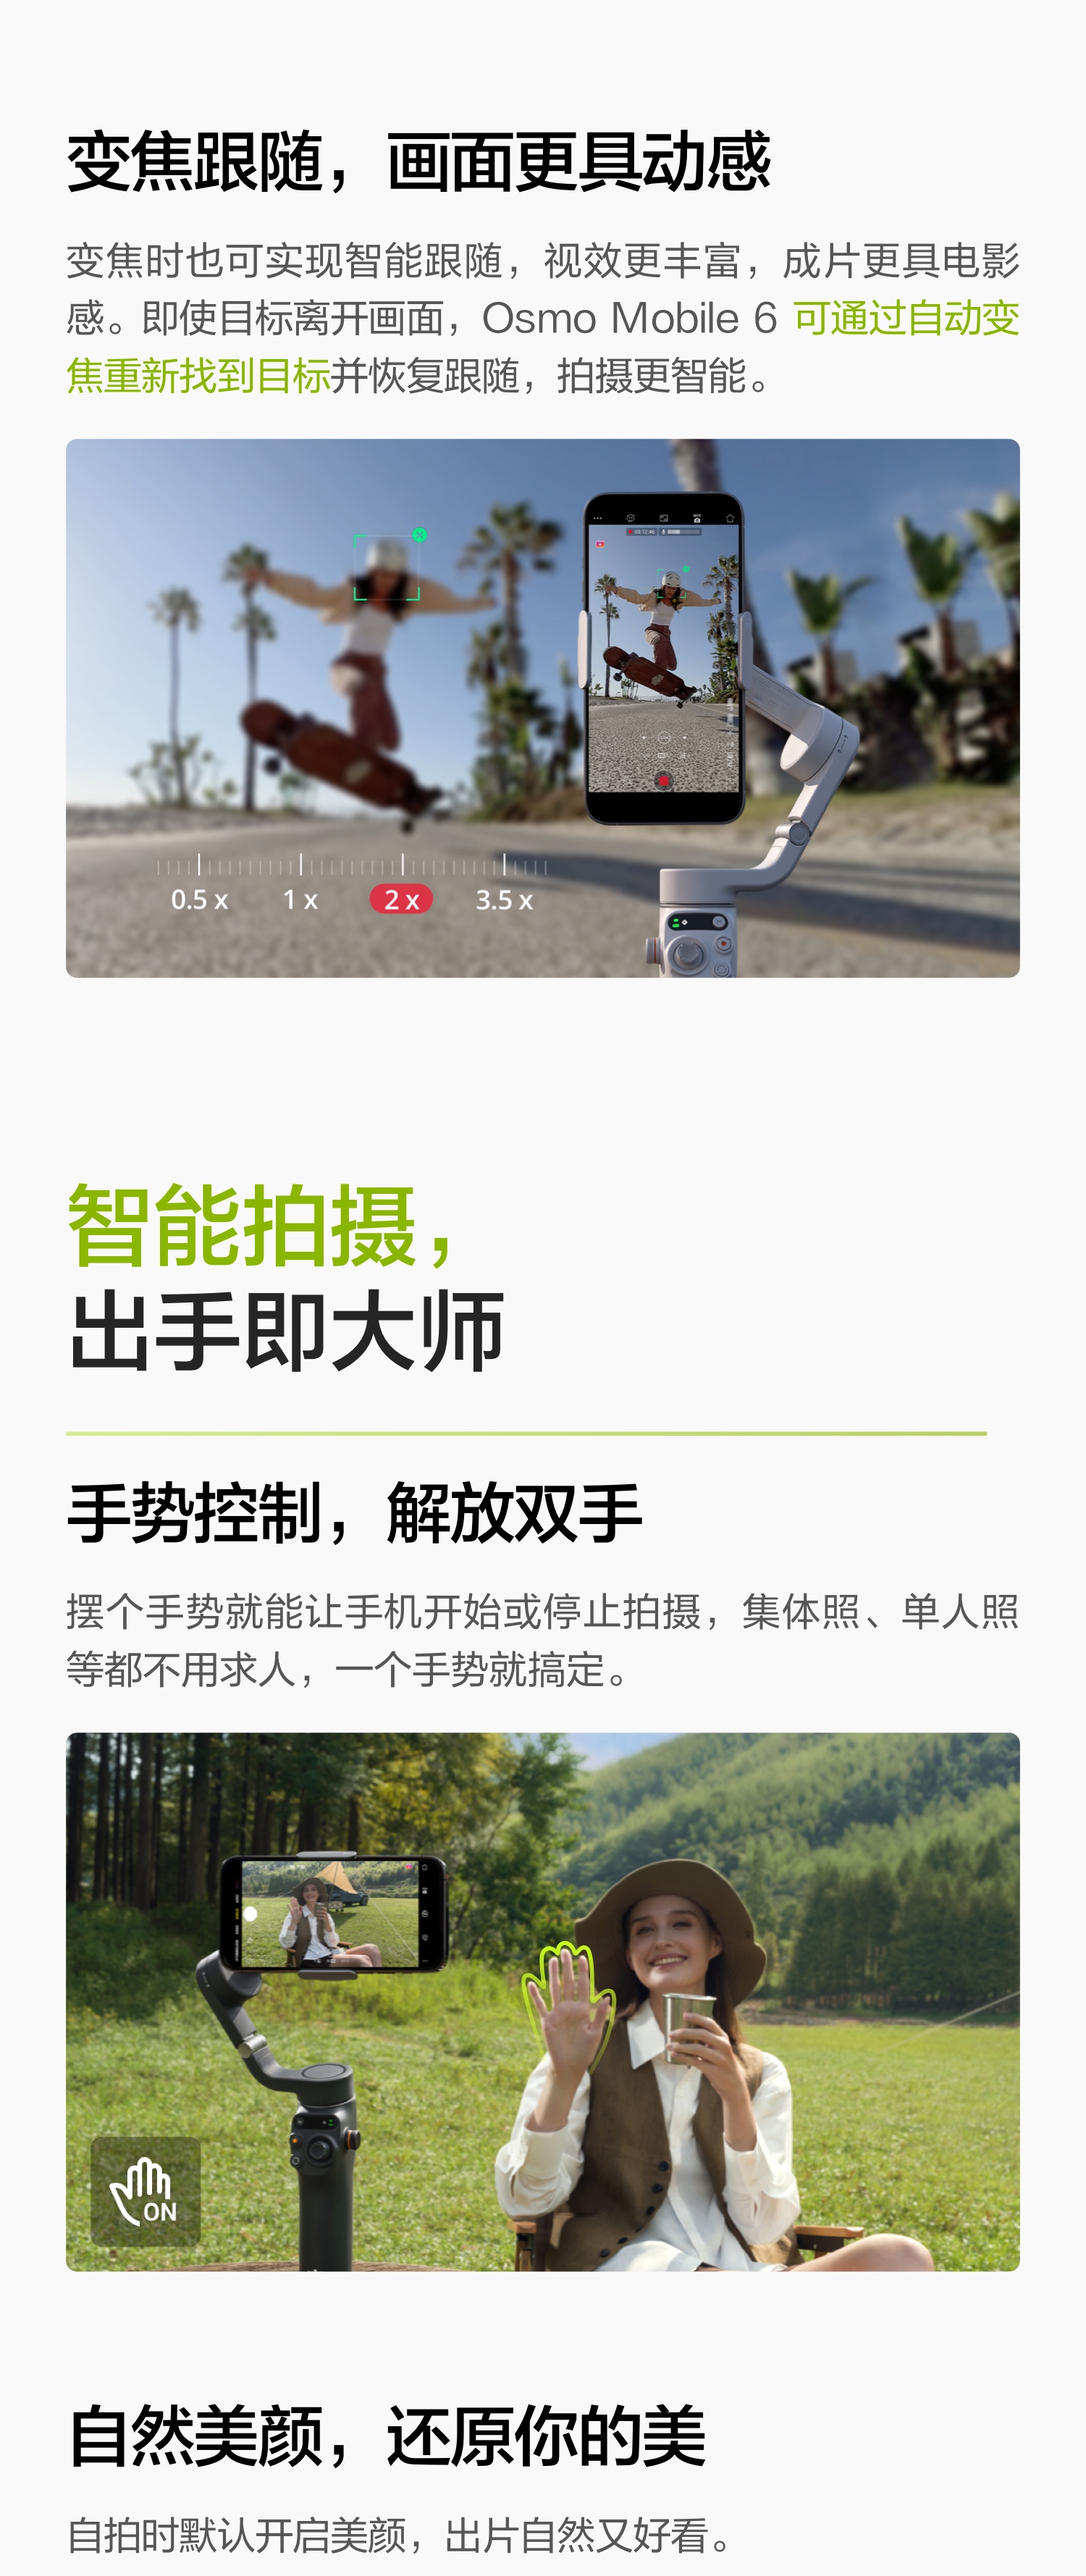 变焦跟随，画面更具动感
变焦时也可实现智能跟随，视效更丰富，成片更具电影
感。即使目标离开画面，Osmo Mobile 6 可通过自动变
焦重新找到目标并恢复跟随，拍摄更智能。
0.5 x 1 x 2 x 3.5 x
智能拍摄，
出手即大师
手势控制，解放双手
摆个手势就能让手机开始或停止拍摄，集体照、单人照
等都不用求人，一个手势就搞定。
ON
自然美颜，还原你的美
自拍时默认开启美颜，出片自然又好看。